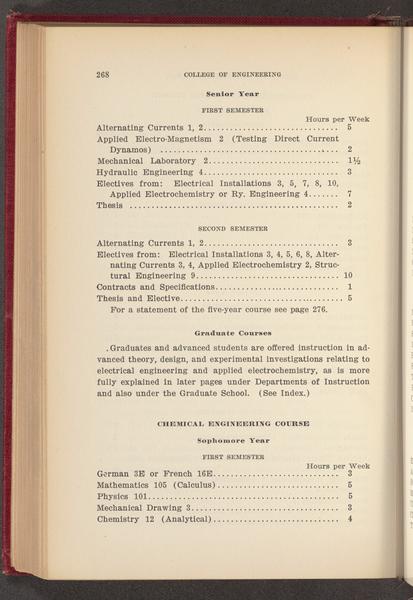 268 COLLEGE OF ENGINEERING
Senior Year
FIRST SEMESTER
Hours per Week
Alternating Currents 1, 2.............................. 5
Applied Electro-Magnetism 2 (Testing Direct Current
Dynamos) ........................................ 2
Mechanical Laboratory 2............................. 1½
Hydraulic Engineering 4.............................. 3
Electives from: Electrical Installations 3, 5, 7, 8, 10,
Applied Electrochemistry or Ry. Engineering 4....... 7
Thesis ............................................... 2
SECOND SEMESTER
Alternating Currents 1, 2.............................. 3
Electives from: Electrical Installations 3, 4, 5, 6, 8, Alter-
nating Currents 3, 4, Applied Electrochemistry 2, Struc-
tural Engineering 9................................ 10
Contracts and Specifications............................ 1
Thesis and Elective.................................... 5
For a statement of the five-year course see page 276.
Graduate Courses
Graduates and advanced students are offered instruction in ad-
vanced theory, design, and experimental investigations relating to
electrical engineering and applied electrochemistry, as is more
fully explained in later pages under Departments of Instruction
and also under the Graduate School. (See Index.)
CHEMICAL ENGINEERING COURSE
Sophomore Year
FIRST SEMESTER
Hours per Week
German 3E or French 16E............................ 3
Mathematics 105 (Calculus)........................... 5
Physics 101........................................... 5
Mechanical Drawing 3................................. 3
Chemistry 12 (Analytical)............................ 4